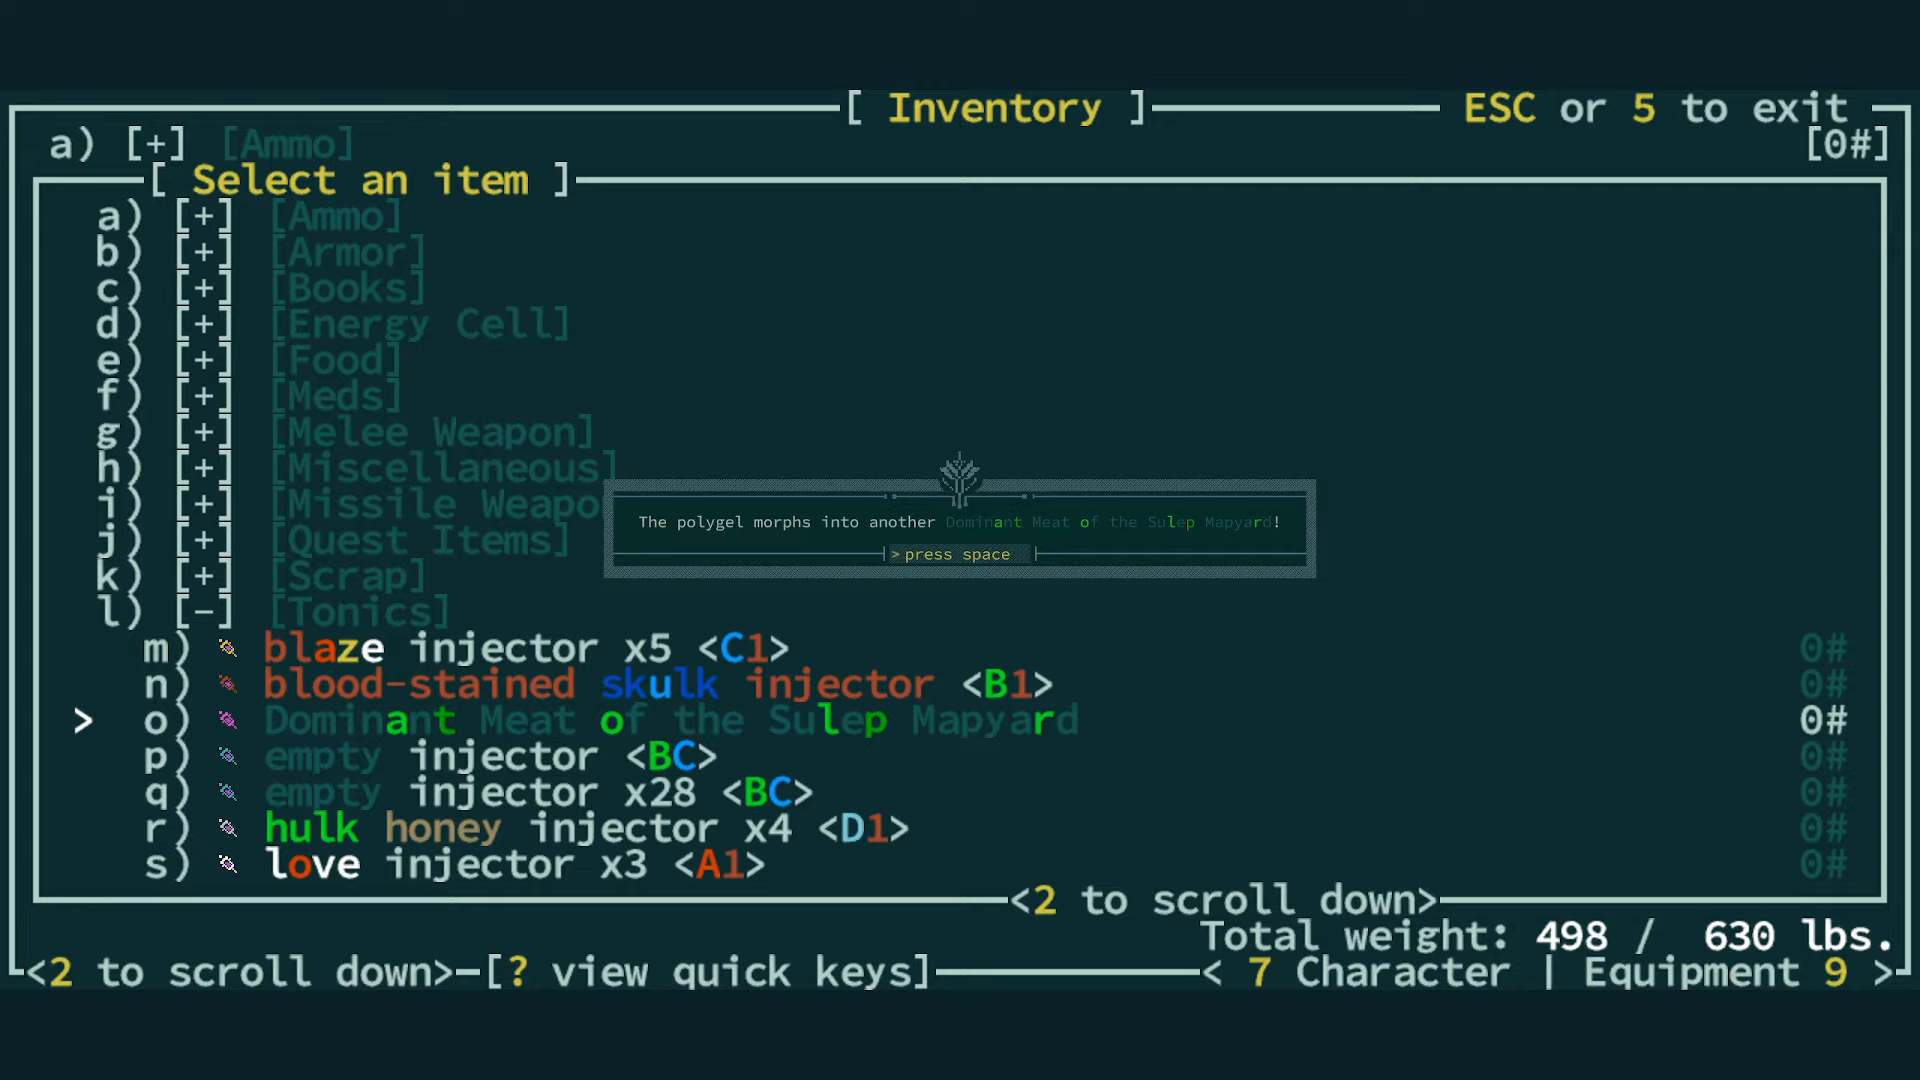 [ Inventory ] ESC or 5 to exit
a) [+] [Ammo] [0#]
[ Select an item ]
a) [+] [Ammo]
b) [+] [Armor]
c) [+] [Books]
d) [+] [Energy Cell]
e) [+] [Food]
f) [+] [Meds]
g) [+] [Melee Weapon]
h) [+] [Miscellaneous]
i) [+] [Missile Weapo
The polygel morphs into another Dominant Meat of the Sulep Mapyard!
j) [+] [Quest Items]
>press space
k) [+] [Scrap]
l) [-] [Tonics]
m) blaze injector x5 <C1> 0#
n) blood-stained skulk injector <B1> 0#
> o) Dominant Meat of the Sulep Mapyard 0#
p) empty injector <BC> 0#
q) empty injector x28 <BC> 0#
r) hulk honey injector x4 <D1> 0#
s) love injector x3 <A1> 0#
<2 to scroll down>
Total weight: 498 / 630 lbs.
<2 to scroll down> [? view quick keys] < 7 Character | Equipment 9 >